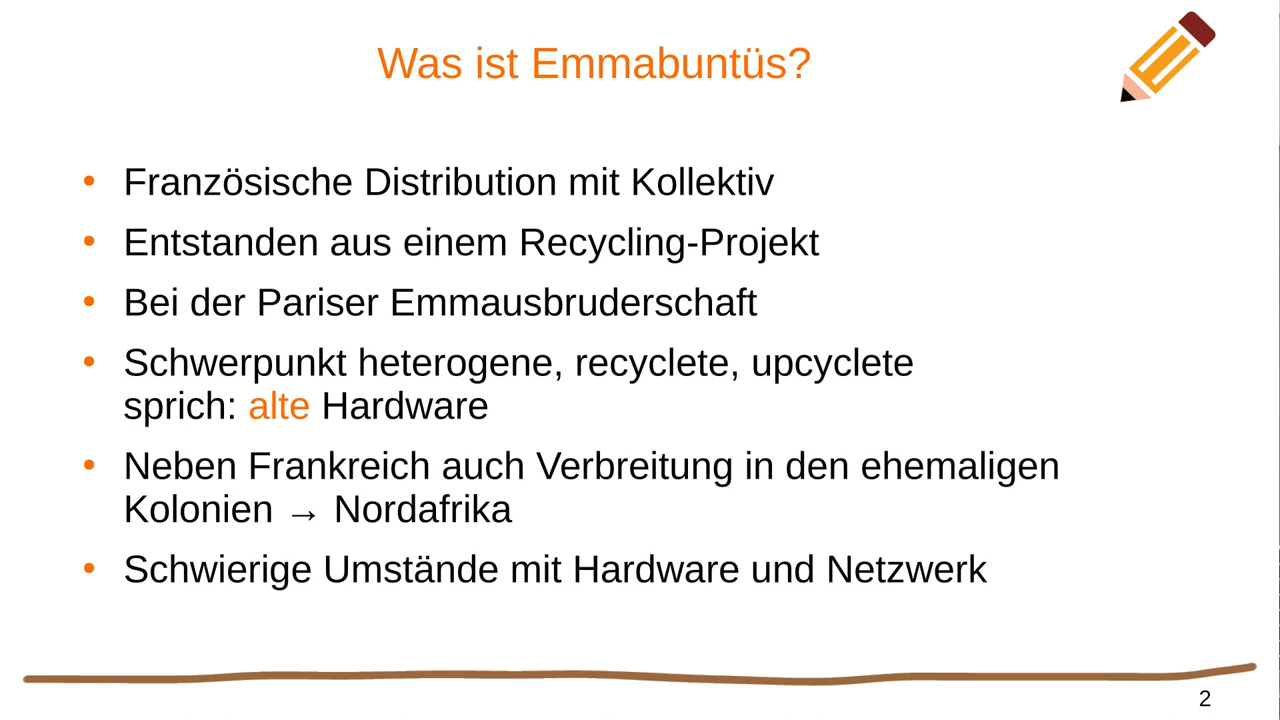 Was ist Emmabuntüs?
• Französische Distribution mit Kollektiv
• Entstanden aus einem Recycling-Projekt
• Bei der Pariser Emmausbruderschaft
• Schwerpunkt heterogene, recyclete, upcyclete
sprich: alte Hardware
• Neben Frankreich auch Verbreitung in den ehemaligen
Kolonien → Nordafrika
• Schwierige Umstände mit Hardware und Netzwerk
2